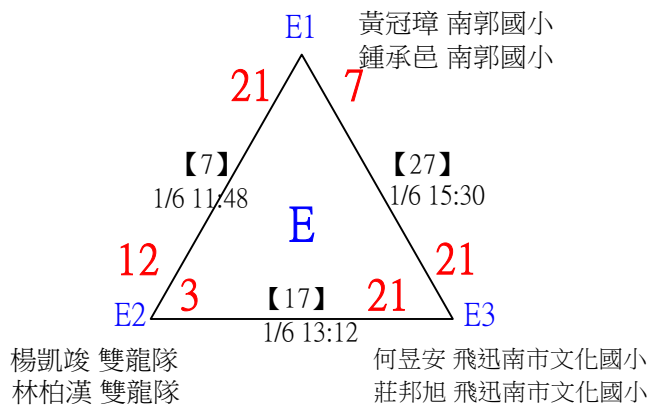 E1
黃冠璋 南郭國小
鍾承邑 南郭國小
21
7
【7】
1/6 11:48
【27】
1/6 15:30
E
12
21
3
【17】
21
E2
1/6 13:12
E3
楊凱竣 雙龍隊
林柏漢 雙龍隊
何昱安 飛迅南市文化國小
莊邦旭 飛迅南市文化國小